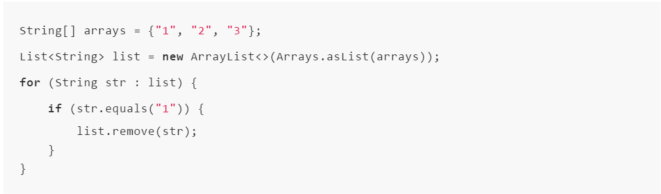 String[] arrays = {"1", "2", "3"};
List<String> list = new ArrayList<>(Arrays.asList(arrays));
for (String str : list) {
    if (str.equals("1")) {
        list.remove(str);
    }
}